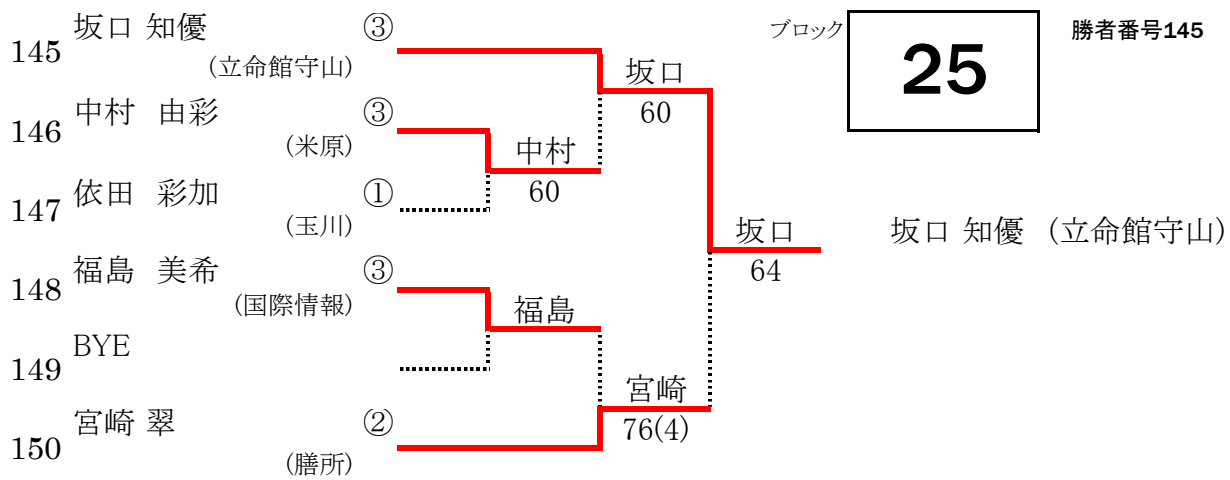 ブロック 25 勝者番号145
145 坂口 知優 ③
(立命館守山)
坂口
60
146 中村 由彩 ③
(米原)
中村
60
147 依田 彩加 ①
(玉川)
坂口 坂口 知優 (立命館守山)
64
148 福島 美希 ③
(国際情報)
福島
149 BYE
宮崎
76(4)
150 宮崎 翠 ②
(膳所)